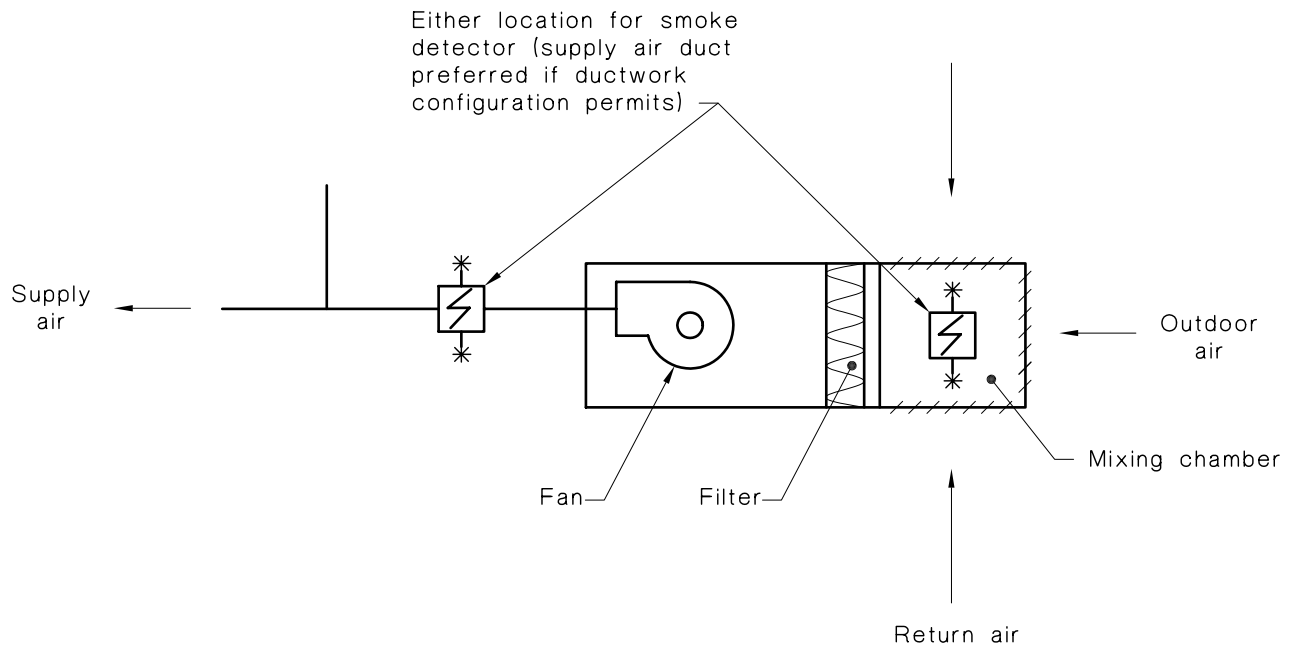 Either location for smoke
detector (supply air duct
preferred if ductwork
configuration permits)
Supply
air
Outdoor
air
Mixing chamber
Fan
Filter
Return air